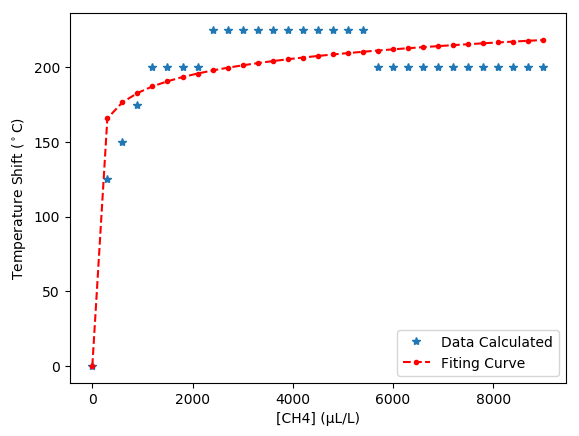 200
150
100
50
0
Temperature Shift (°C)
0
2000
4000
6000
8000
[CH4] (μL/L)
Data Calculated
Fiting Curve